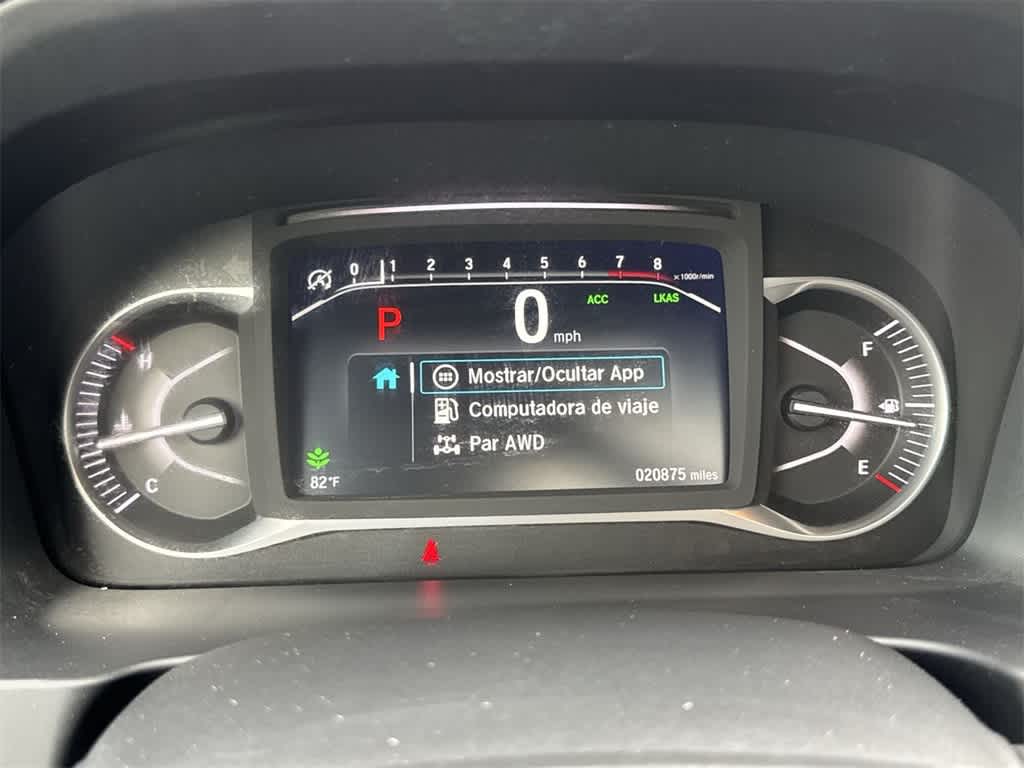 0 1 2 3 4 5 6 7 8 x1000r/min
P 0 mph ACC LKAS
H F
Mostrar/Ocultar App
Computadora de viaje
Par AWD
C E
82°F 020875 miles